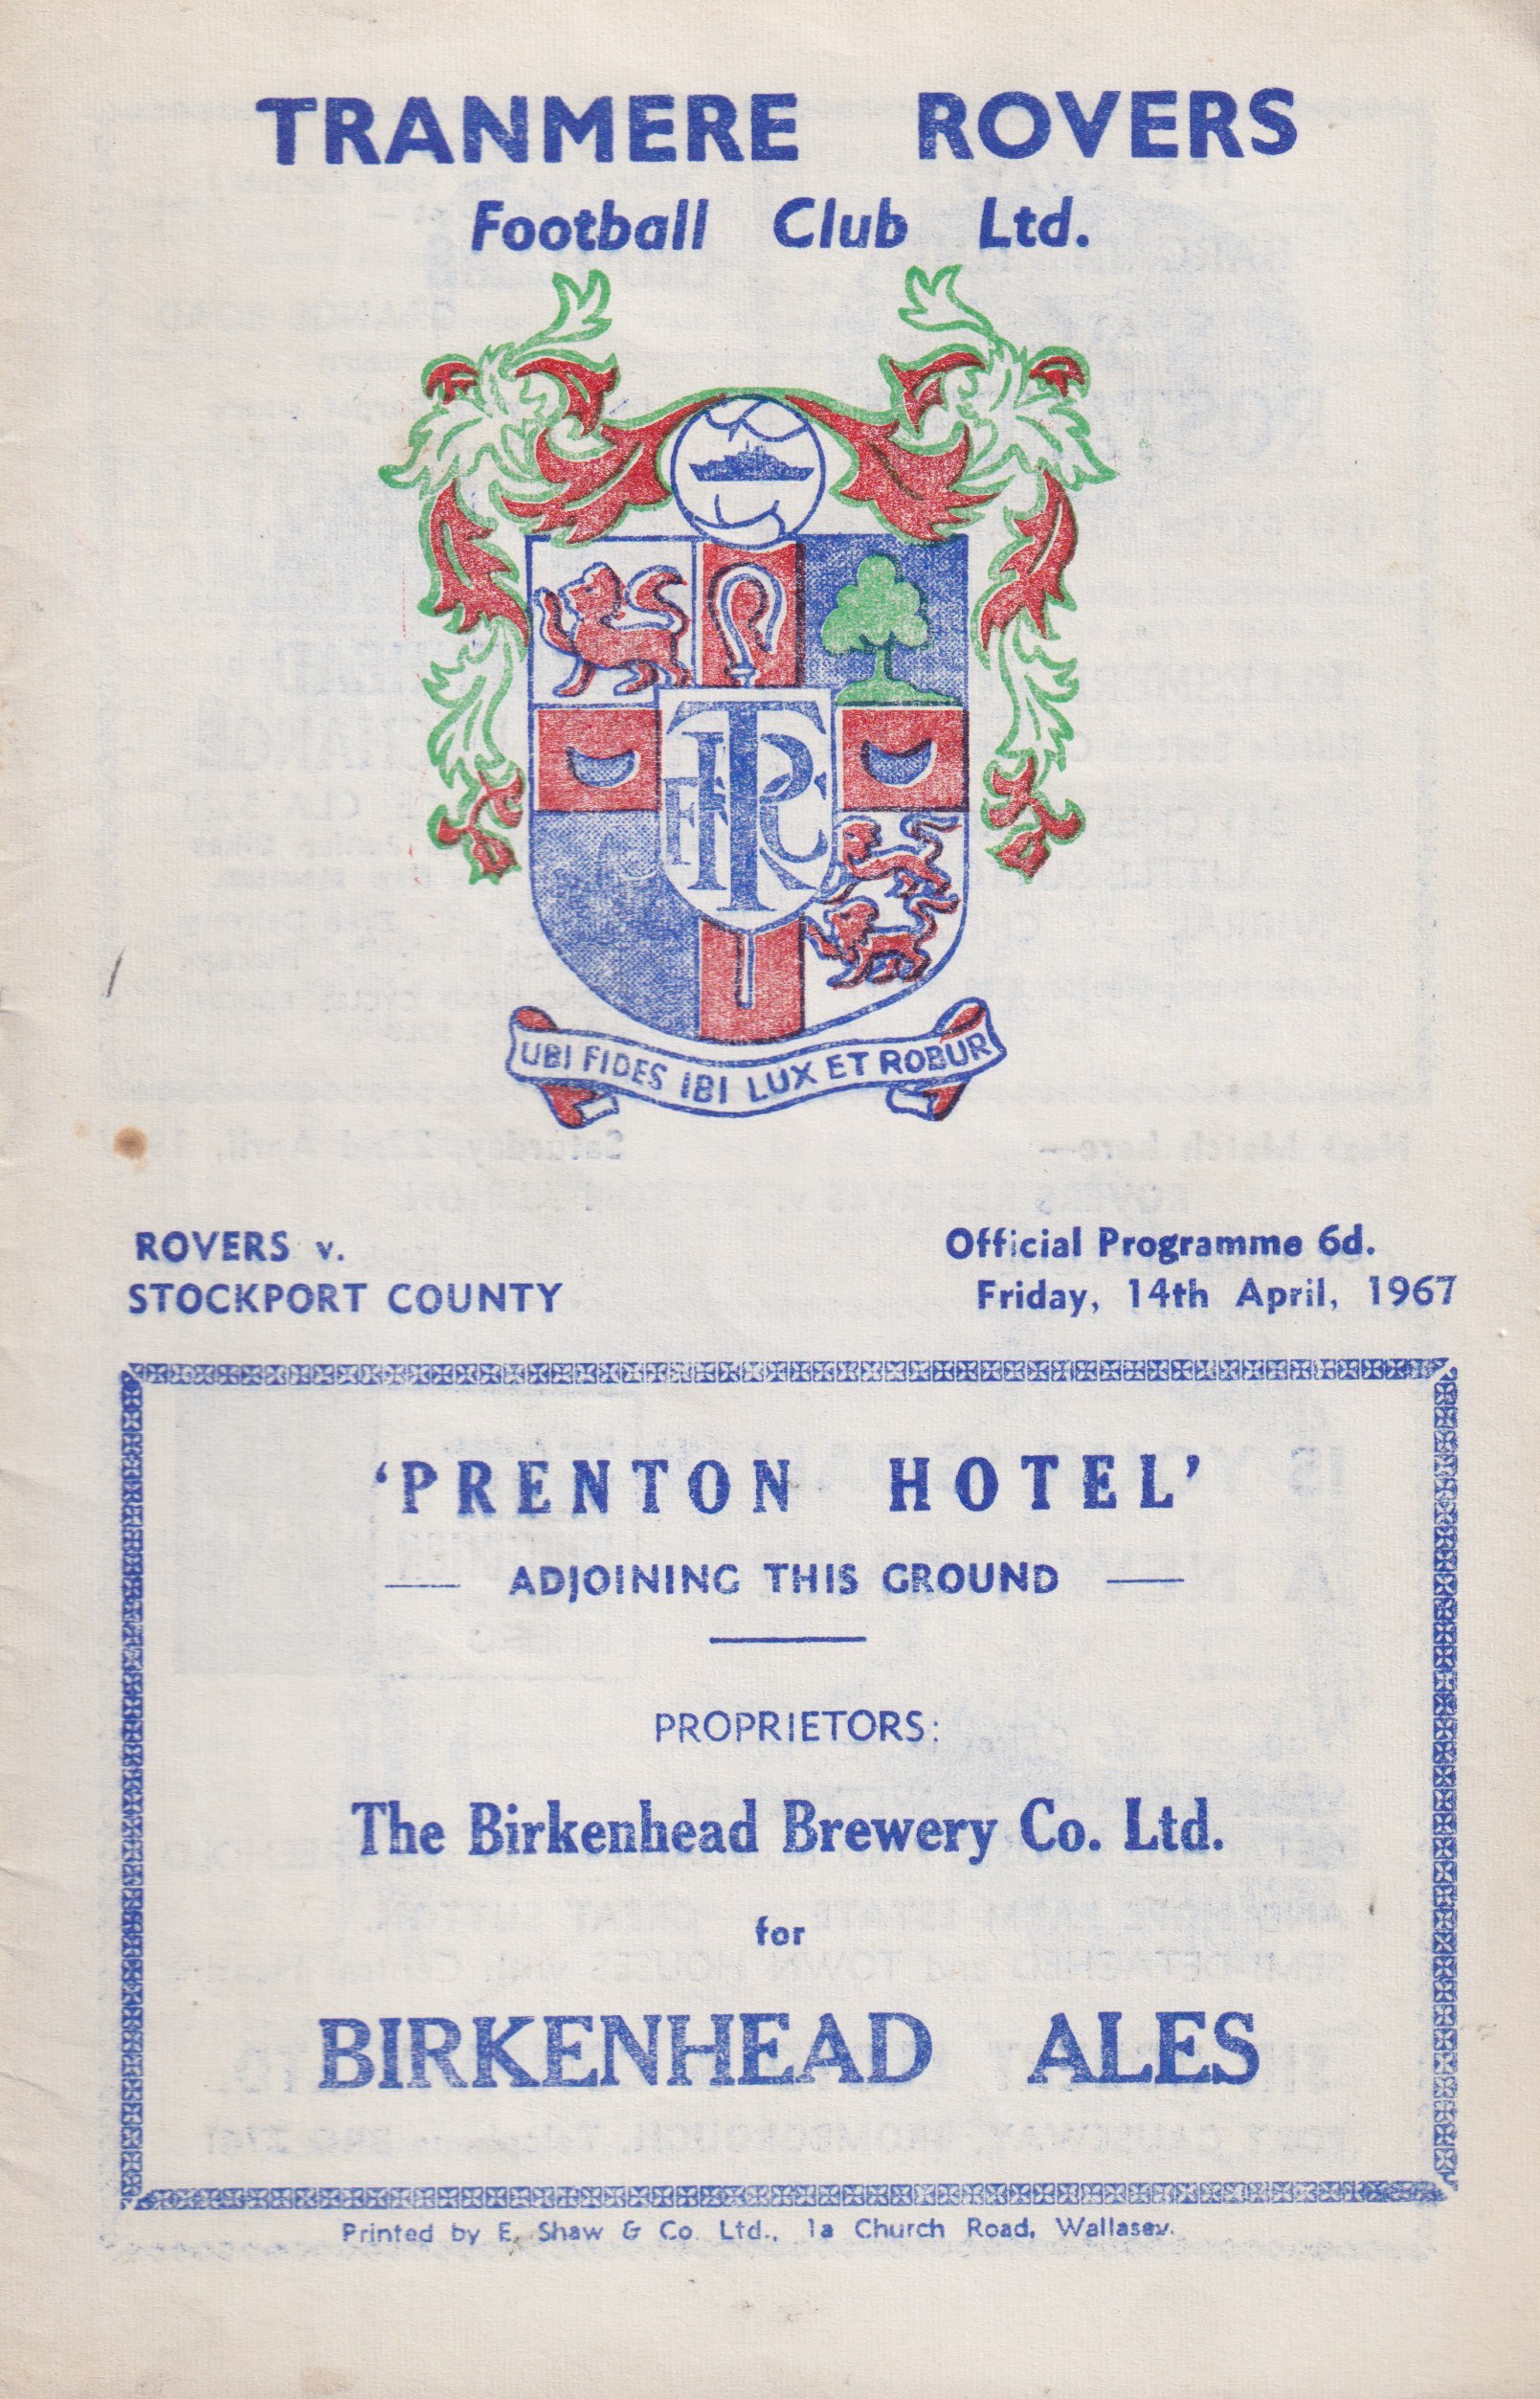 TRANMERE ROVERS
Football Club Ltd.
TRFC
UBI FIDES IBI LUX ET ROBUR
ROVERS v.
STOCKPORT COUNTY
Official Programme 6d.
Friday, 14th April, 1967
'PRENTON HOTEL'
ADJOINING THIS GROUND
PROPRIETORS:
The Birkenhead Brewery Co. Ltd.
for
BIRKENHEAD ALES
Printed by E. Shaw & Co. Ltd., 1a Church Road, Wallasey.